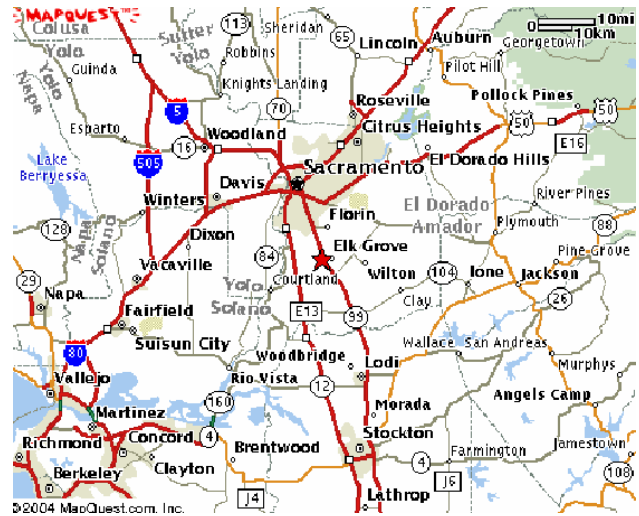 MAPQUEST
Colusa
Yolo
Sutter
Yolo
113
Sheridan
65
Lincoln
Auburn
Georgetown
10mi
10km
Guinda
Robbins
Knights Landing
70
Pilot Hill
Roseville
Pollock Pines
Napa
Yolo
5
50
50
Esparto
16
Woodland
Citrus Heights
E16
505
Sacramento
El Dorado Hills
Lake
Berryessa
Winters
Davis
River Pines
Florin
El Dorado
Amador
128
Napa
Solano
Dixon
Plymouth
88
Elk Grove
Pine Grove
Vacaville
84
Courtland
Wilton
104
Ione
Jackson
29
Napa
Yolo
Solano
Clay
26
Fairfield
E13
99
Suisun City
80
Woodbridge
Wallace
San Andreas
Murphys
Vallejo
Rio Vista
12
Lodi
Martinez
160
Morada
Angels Camp
4
Richmond
Concord
Stockton
Clayton
Brentwood
4
Farmington
Jamestown
Berkeley
J4
J6
108
Lathrop
©2004 MapQuest.com, Inc.